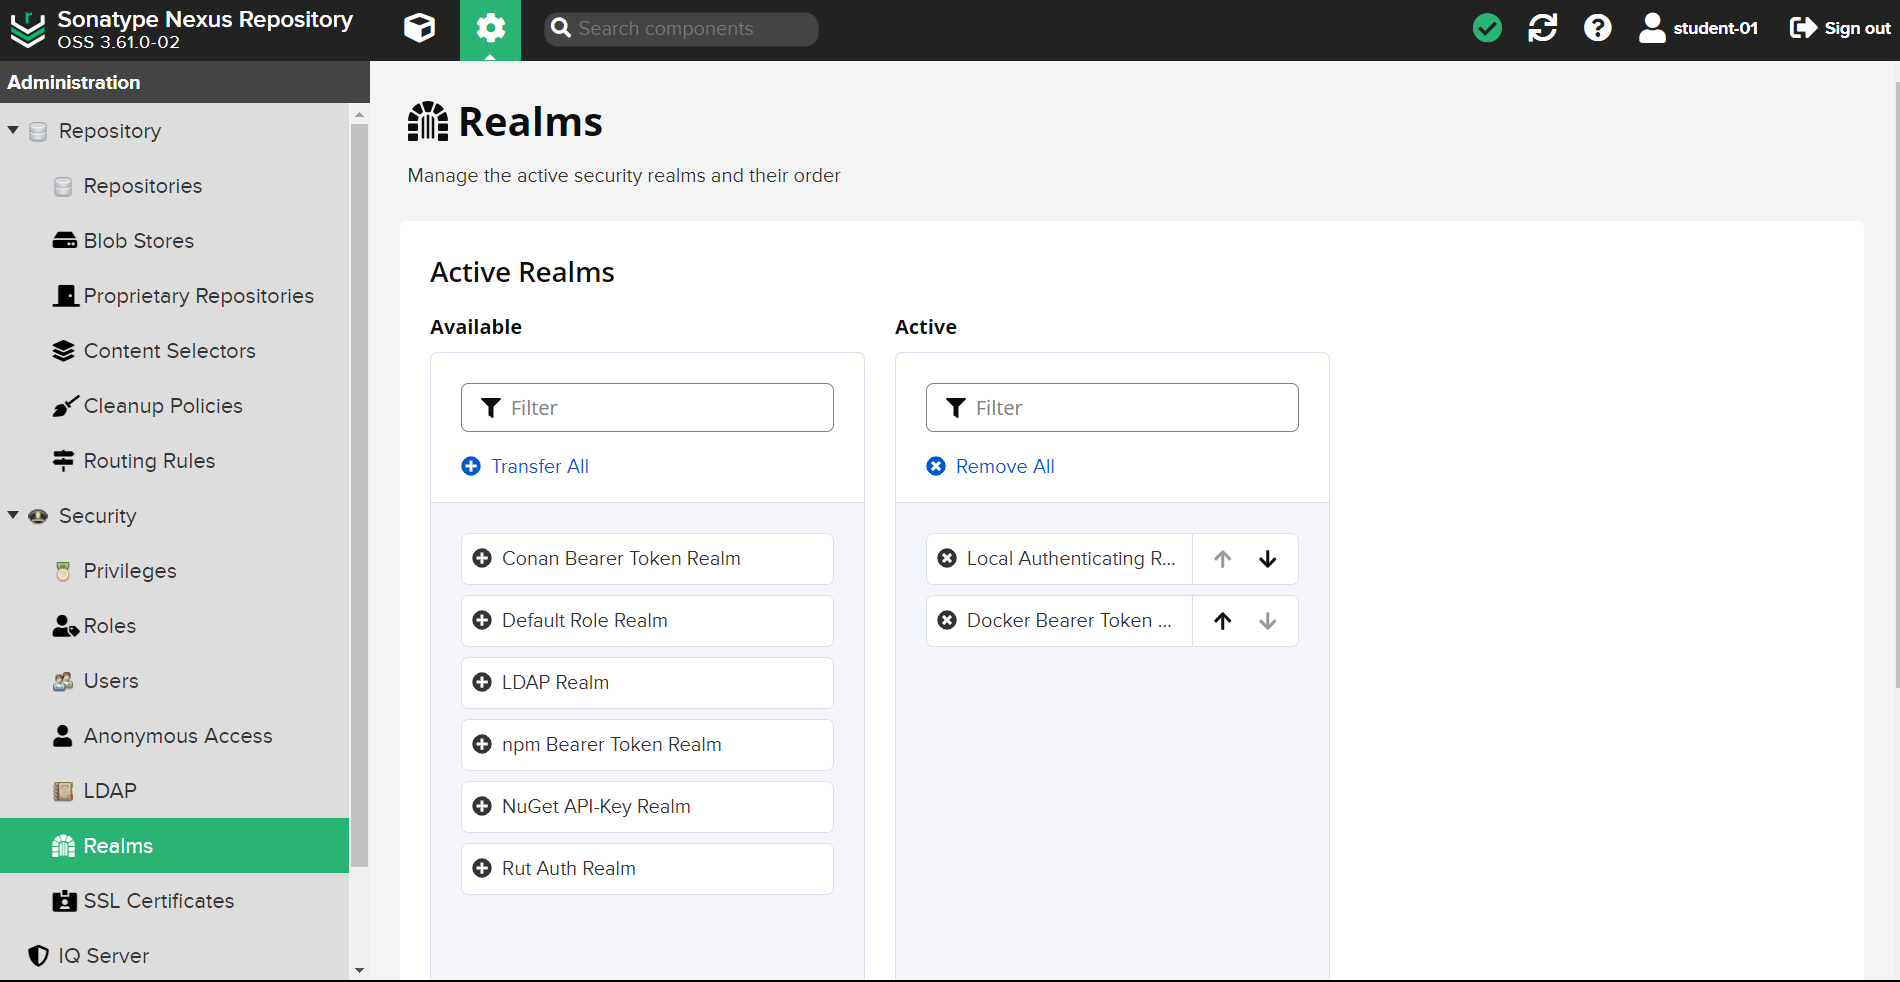 Sonatype Nexus Repository
OSS 3.61.0-02
Search components
student-01
Sign out
Administration
Repository
Repositories
Blob Stores
Proprietary Repositories
Content Selectors
Cleanup Policies
Routing Rules
Security
Privileges
Roles
Users
Anonymous Access
LDAP
Realms
SSL Certificates
IQ Server
Realms
Manage the active security realms and their order
Active Realms
Available
Filter
Transfer All
Conan Bearer Token Realm
Default Role Realm
LDAP Realm
npm Bearer Token Realm
NuGet API-Key Realm
Rut Auth Realm
Active
Filter
Remove All
Local Authenticating R...
Docker Bearer Token ...